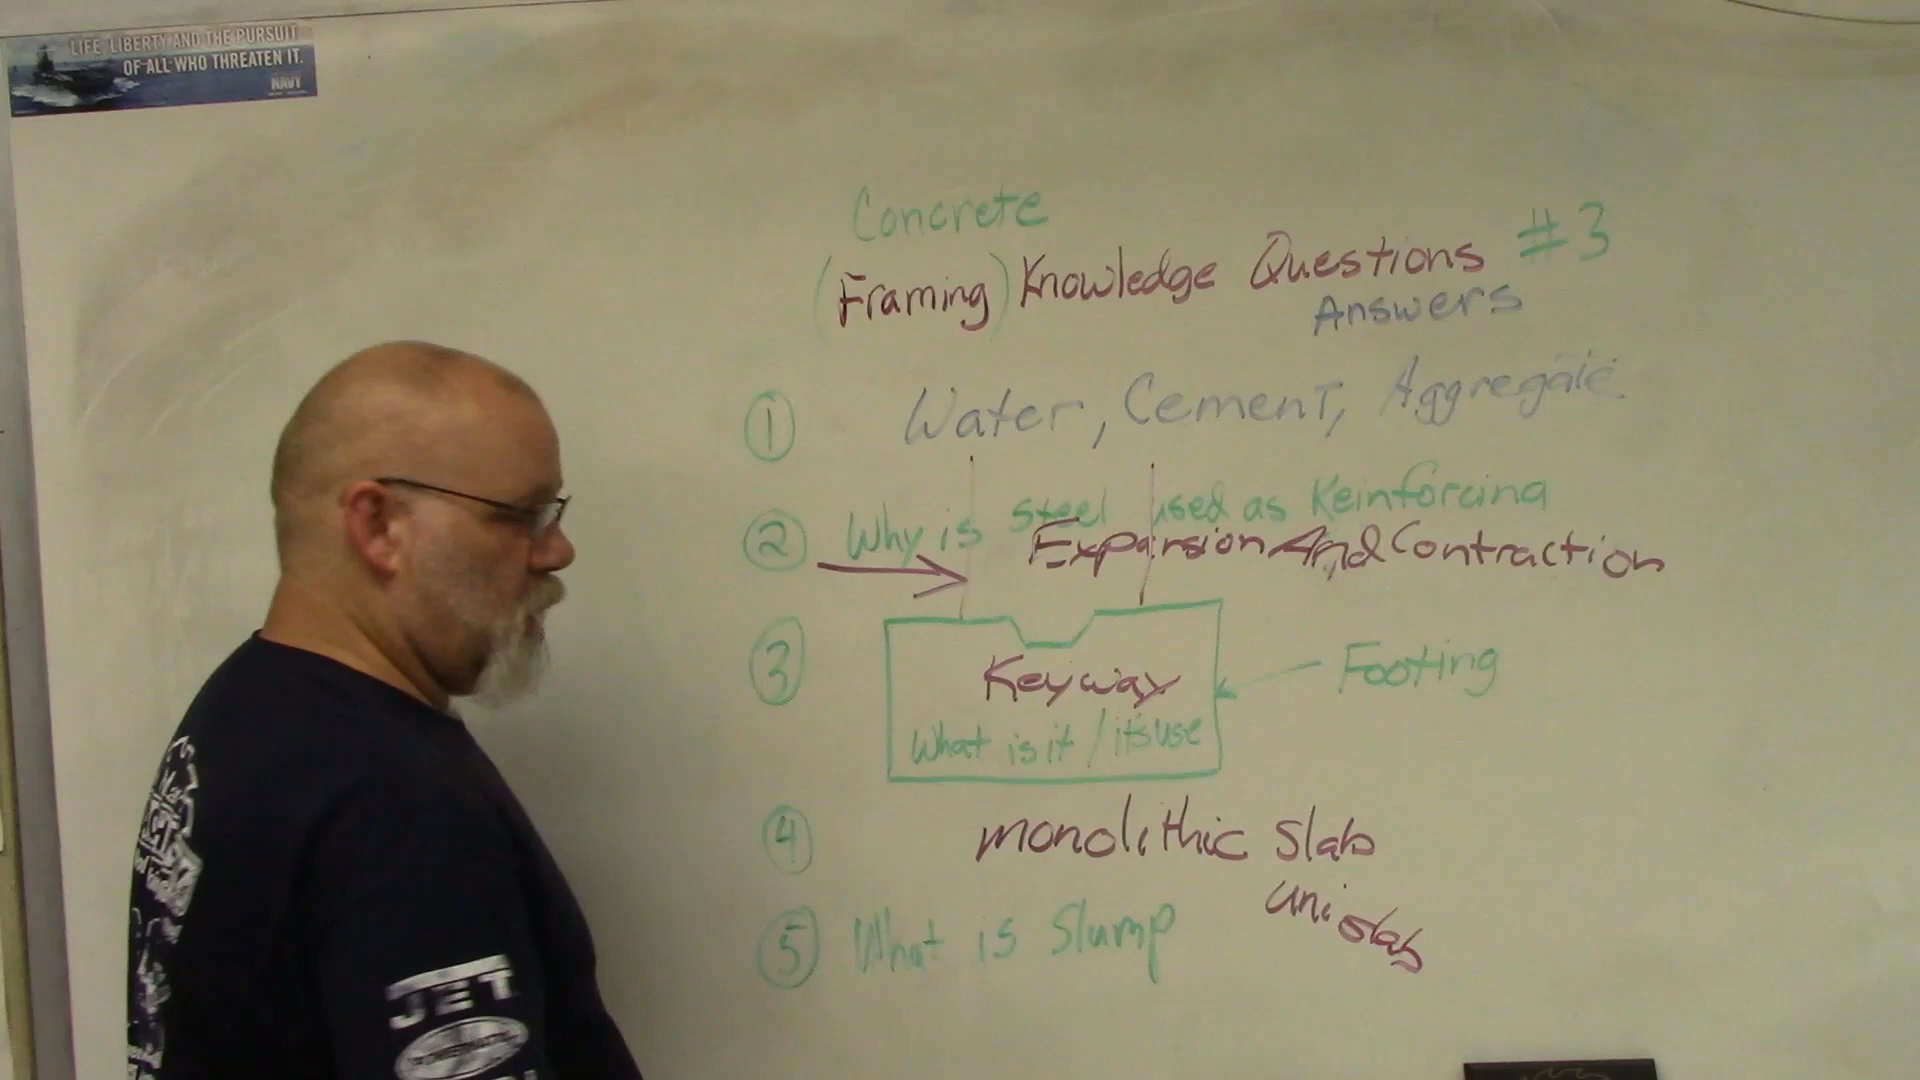 LIFE, LIBERTY AND THE PURSUIT
OF ALL WHO THREATEN IT.
NAVY
Concrete
(Framing) Knowledge Questions #3
Answers
1 Water, Cement, Aggregate
2 Why is Steel used as Reinforcing
Expansion And Contraction
3 Keyway
What is it / its use
Footing
4 monolithic Slab
uni slab
5 What is Slump
JET